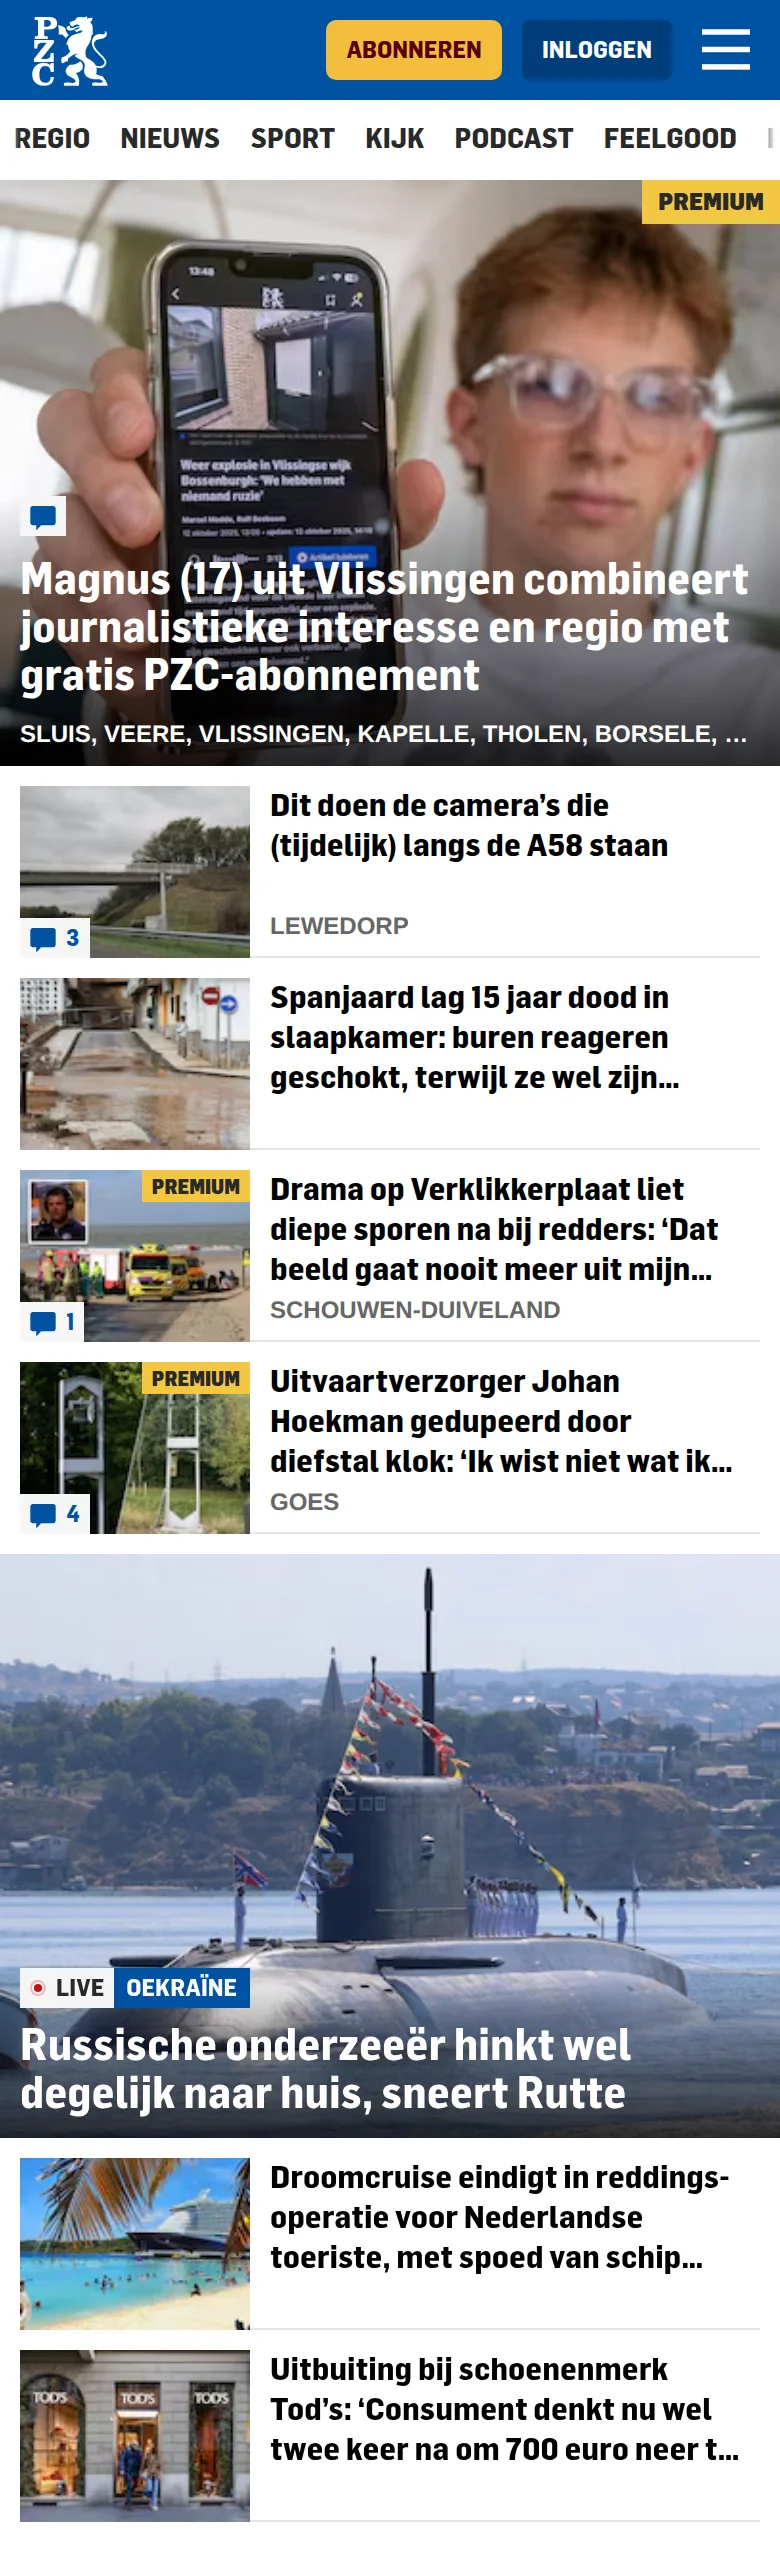 PZC
ABONNEREN
INLOGGEN
REGIO NIEUWS SPORT KIJK PODCAST FEELGOOD
PREMIUM
13:48
Weer explosie in Vlissingse wijk
Bossenburgh: 'We hebben met
niemand ruzie'
Artikel luisteren
Magnus (17) uit Vlissingen combineert
journalistieke interesse en regio met
gratis PZC-abonnement
SLUIS, VEERE, VLISSINGEN, KAPELLE, THOLEN, BORSELE, ...
Dit doen de camera’s die
(tijdelijk) langs de A58 staan
3
LEWEDORP
Spanjaard lag 15 jaar dood in
slaapkamer: buren reageren
geschokt, terwijl ze wel zijn...
PREMIUM
Drama op Verklikkerplaat liet
diepe sporen na bij redders: ‘Dat
beeld gaat nooit meer uit mijn...
1
SCHOUWEN-DUIVELAND
PREMIUM
Uitvaartverzorger Johan
Hoekman gedupeerd door
diefstal klok: ‘Ik wist niet wat ik...
4
GOES
LIVE OEKRAÏNE
Russische onderzeeër hinkt wel
degelijk naar huis, sneert Rutte
Droomcruise eindigt in reddings-
operatie voor Nederlandse
toeriste, met spoed van schip...
TOD'S TOD'S TOD'S
Uitbuiting bij schoenenmerk
Tod’s: ‘Consument denkt nu wel
twee keer na om 700 euro neer t...